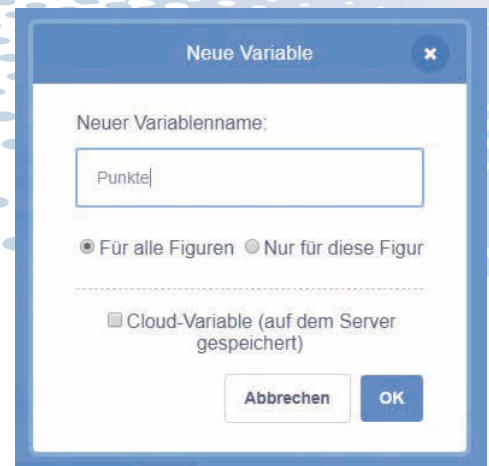 Neue Variable
Neuer Variablenname:
Punkte
Für alle Figuren Nur für diese Figur
Cloud-Variable (auf dem Server
gespeichert)
Abbrechen OK